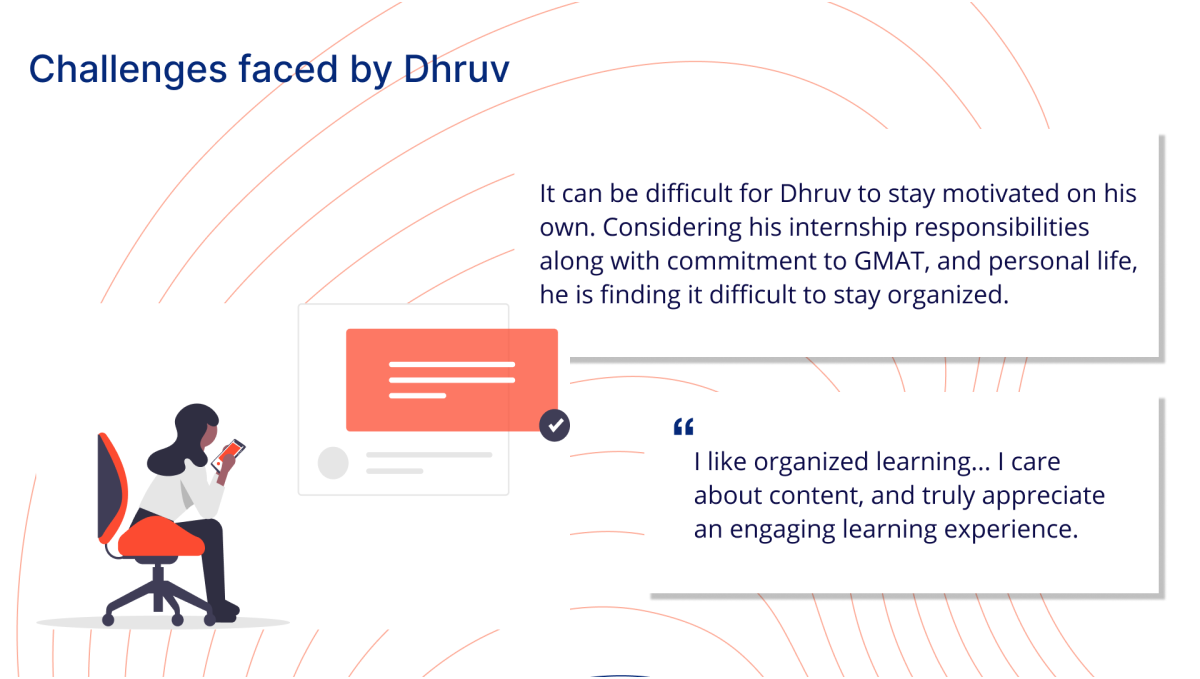 Challenges faced by Dhruv
It can be difficult for Dhruv to stay motivated on his
own. Considering his internship responsibilities
along with commitment to GMAT, and personal life,
he is finding it difficult to stay organized.
“
I like organized learning... I care
about content, and truly appreciate
an engaging learning experience.